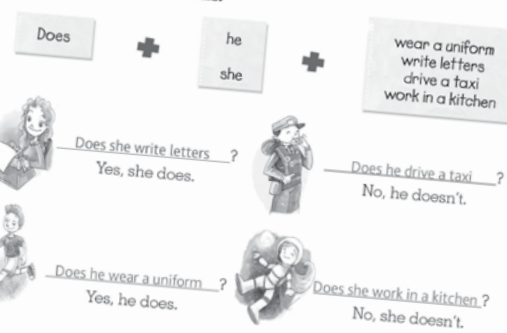 Does
he
she
wear a uniform
write letters
drive a taxi
work in a kitchen
Does she write letters ?
Yes, she does.
Does he drive a taxi ?
No, he doesn't.
Does he wear a uniform ?
Yes, he does.
Does she work in a kitchen ?
No, she doesn't.